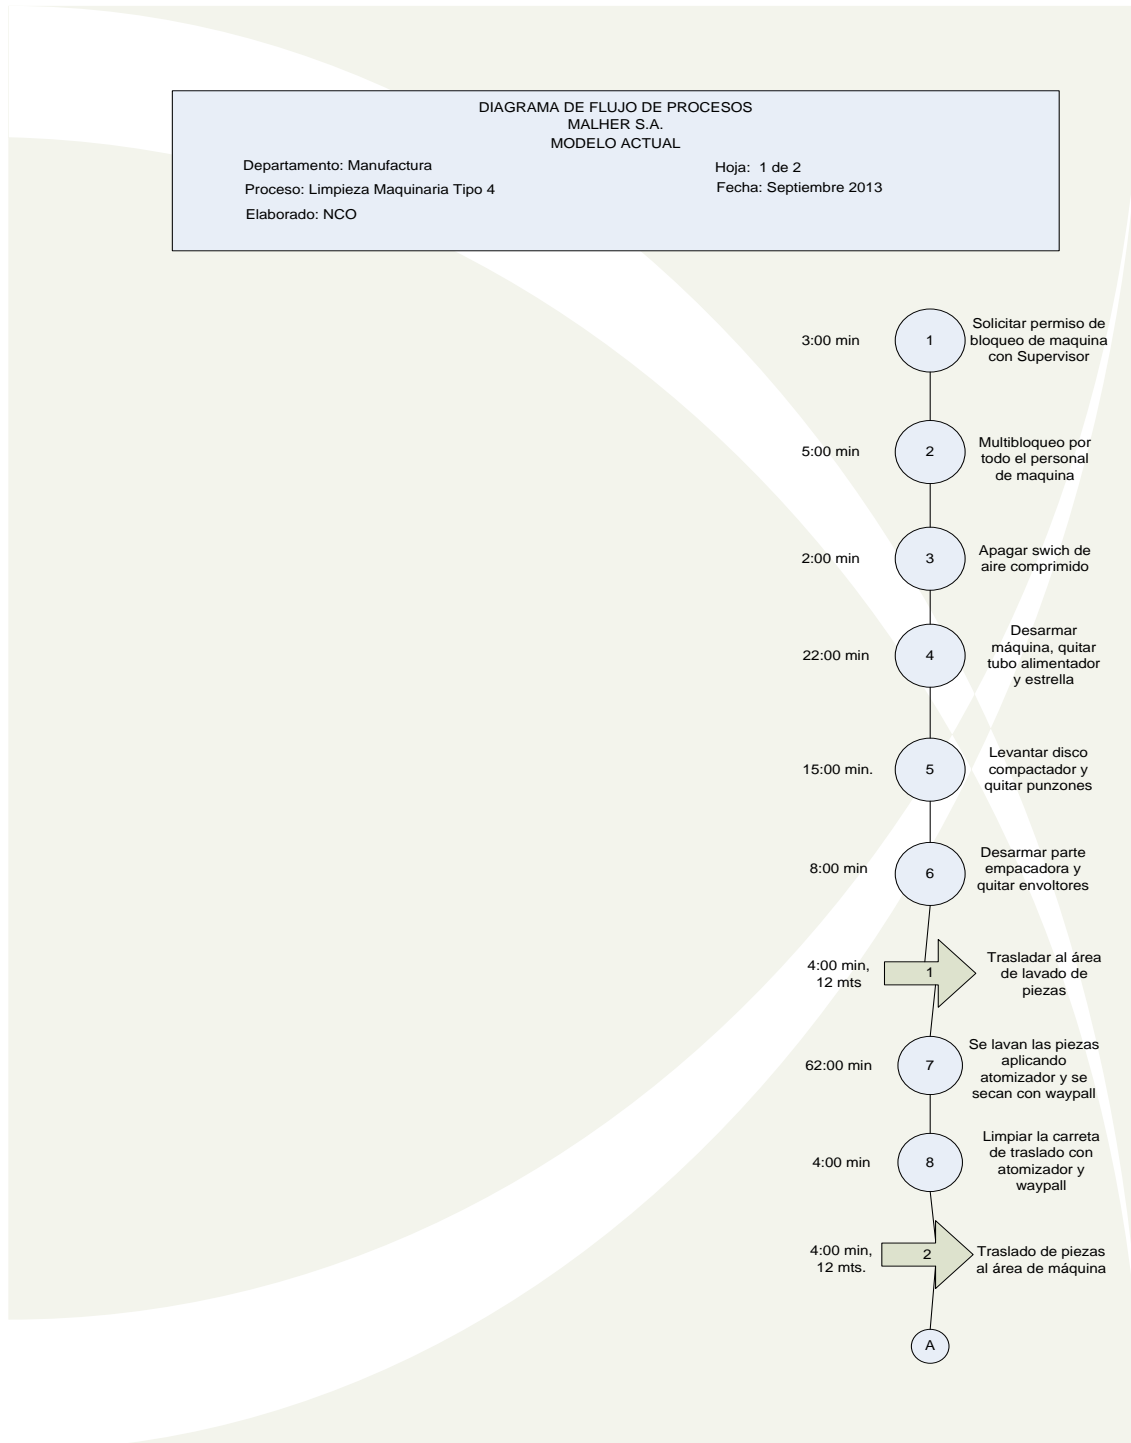 DIAGRAMA DE FLUJO DE PROCESOS
MALHER S.A.
MODELO ACTUAL
Departamento: Manufactura
Hoja: 1 de 2
Proceso: Limpieza Maquinaria Tipo 4
Fecha: Septiembre 2013
Elaborado: NCO
3:00 min
1
Solicitar permiso de
bloqueo de maquina
con Supervisor
5:00 min
2
Multibloqueo por
todo el personal
de maquina
2:00 min
3
Apagar swich de
aire comprimido
22:00 min
4
Desarmar
máquina, quitar
tubo alimentador
y estrella
15:00 min.
5
Levantar disco
compactador y
quitar punzones
8:00 min
6
Desarmar parte
empacadora y
quitar envoltores
4:00 min,
12 mts
1
Trasladar al área
de lavado de
piezas
62:00 min
7
Se lavan las piezas
aplicando
atomizador y se
secan con waypall
4:00 min
8
Limpiar la carreta
de traslado con
atomizador y
waypall
4:00 min,
12 mts.
2
Traslado de piezas
al área de máquina
A